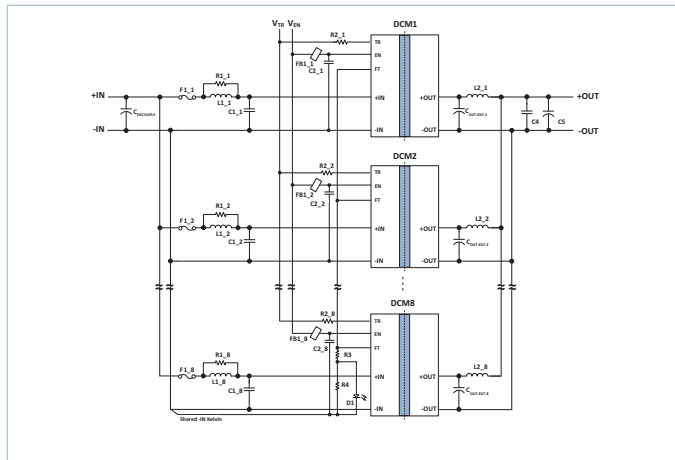 VTR VEN
DCM1
R2_1
TR
EN
FB1_1
C2_1
FT
R1_1
F1_1
+IN
L1_1
C1_1
CDECOUPLE
-IN
+IN
-IN
+OUT
-OUT
L2_1
COUT-EXT-1
+OUT
C4
C5
-OUT
DCM2
R2_2
TR
EN
FB1_2
C2_2
FT
R1_2
F1_2
L1_2
C1_2
+IN
-IN
+OUT
-OUT
L2_2
COUT-EXT-2
DCM8
R2_8
TR
EN
FB1_8
C2_8
FT
R3
R1_8
F1_8
L1_8
C1_8
R4
D1
+IN
-IN
+OUT
-OUT
L2_8
COUT-EXT-8
Shared -IN Kelvin